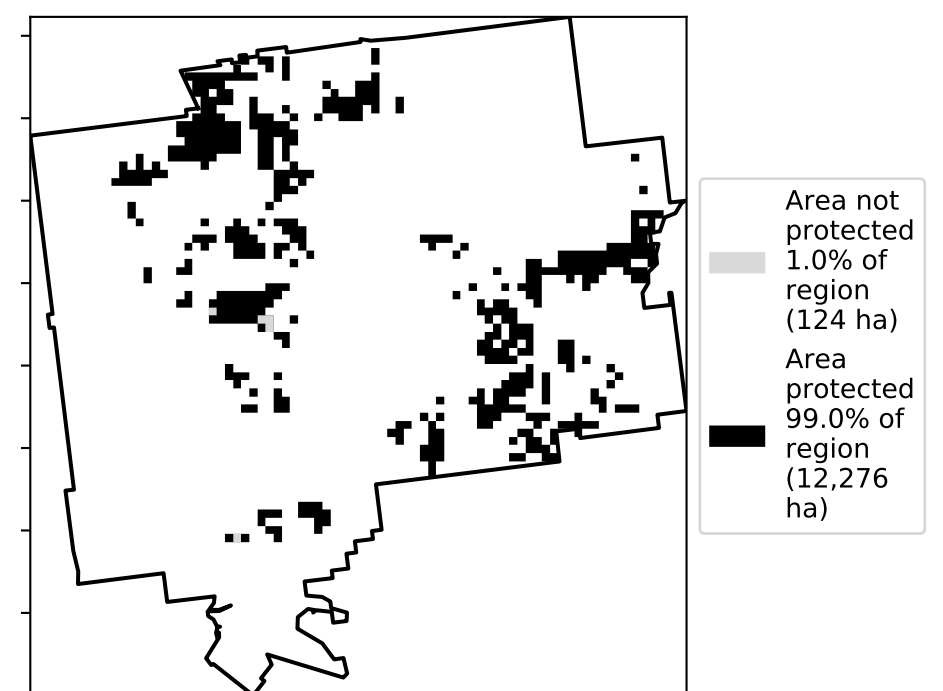 Area not
protected
1.0% of
region
(124 ha)
Area
protected
99.0% of
region
(12,276
ha)